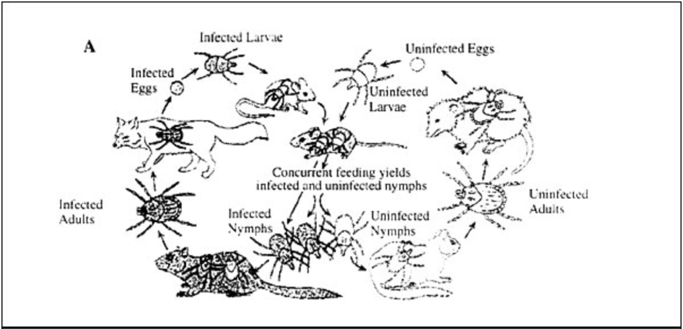 A
Infected Larvae
Uninfected Eggs
Infected
Eggs
Uninfected
Larvae
Concurrent feeding yields
infected and uninfected nymphs
Infected
Adults
Infected
Nymphs
Uninfected
Nymphs
Uninfected
Adults